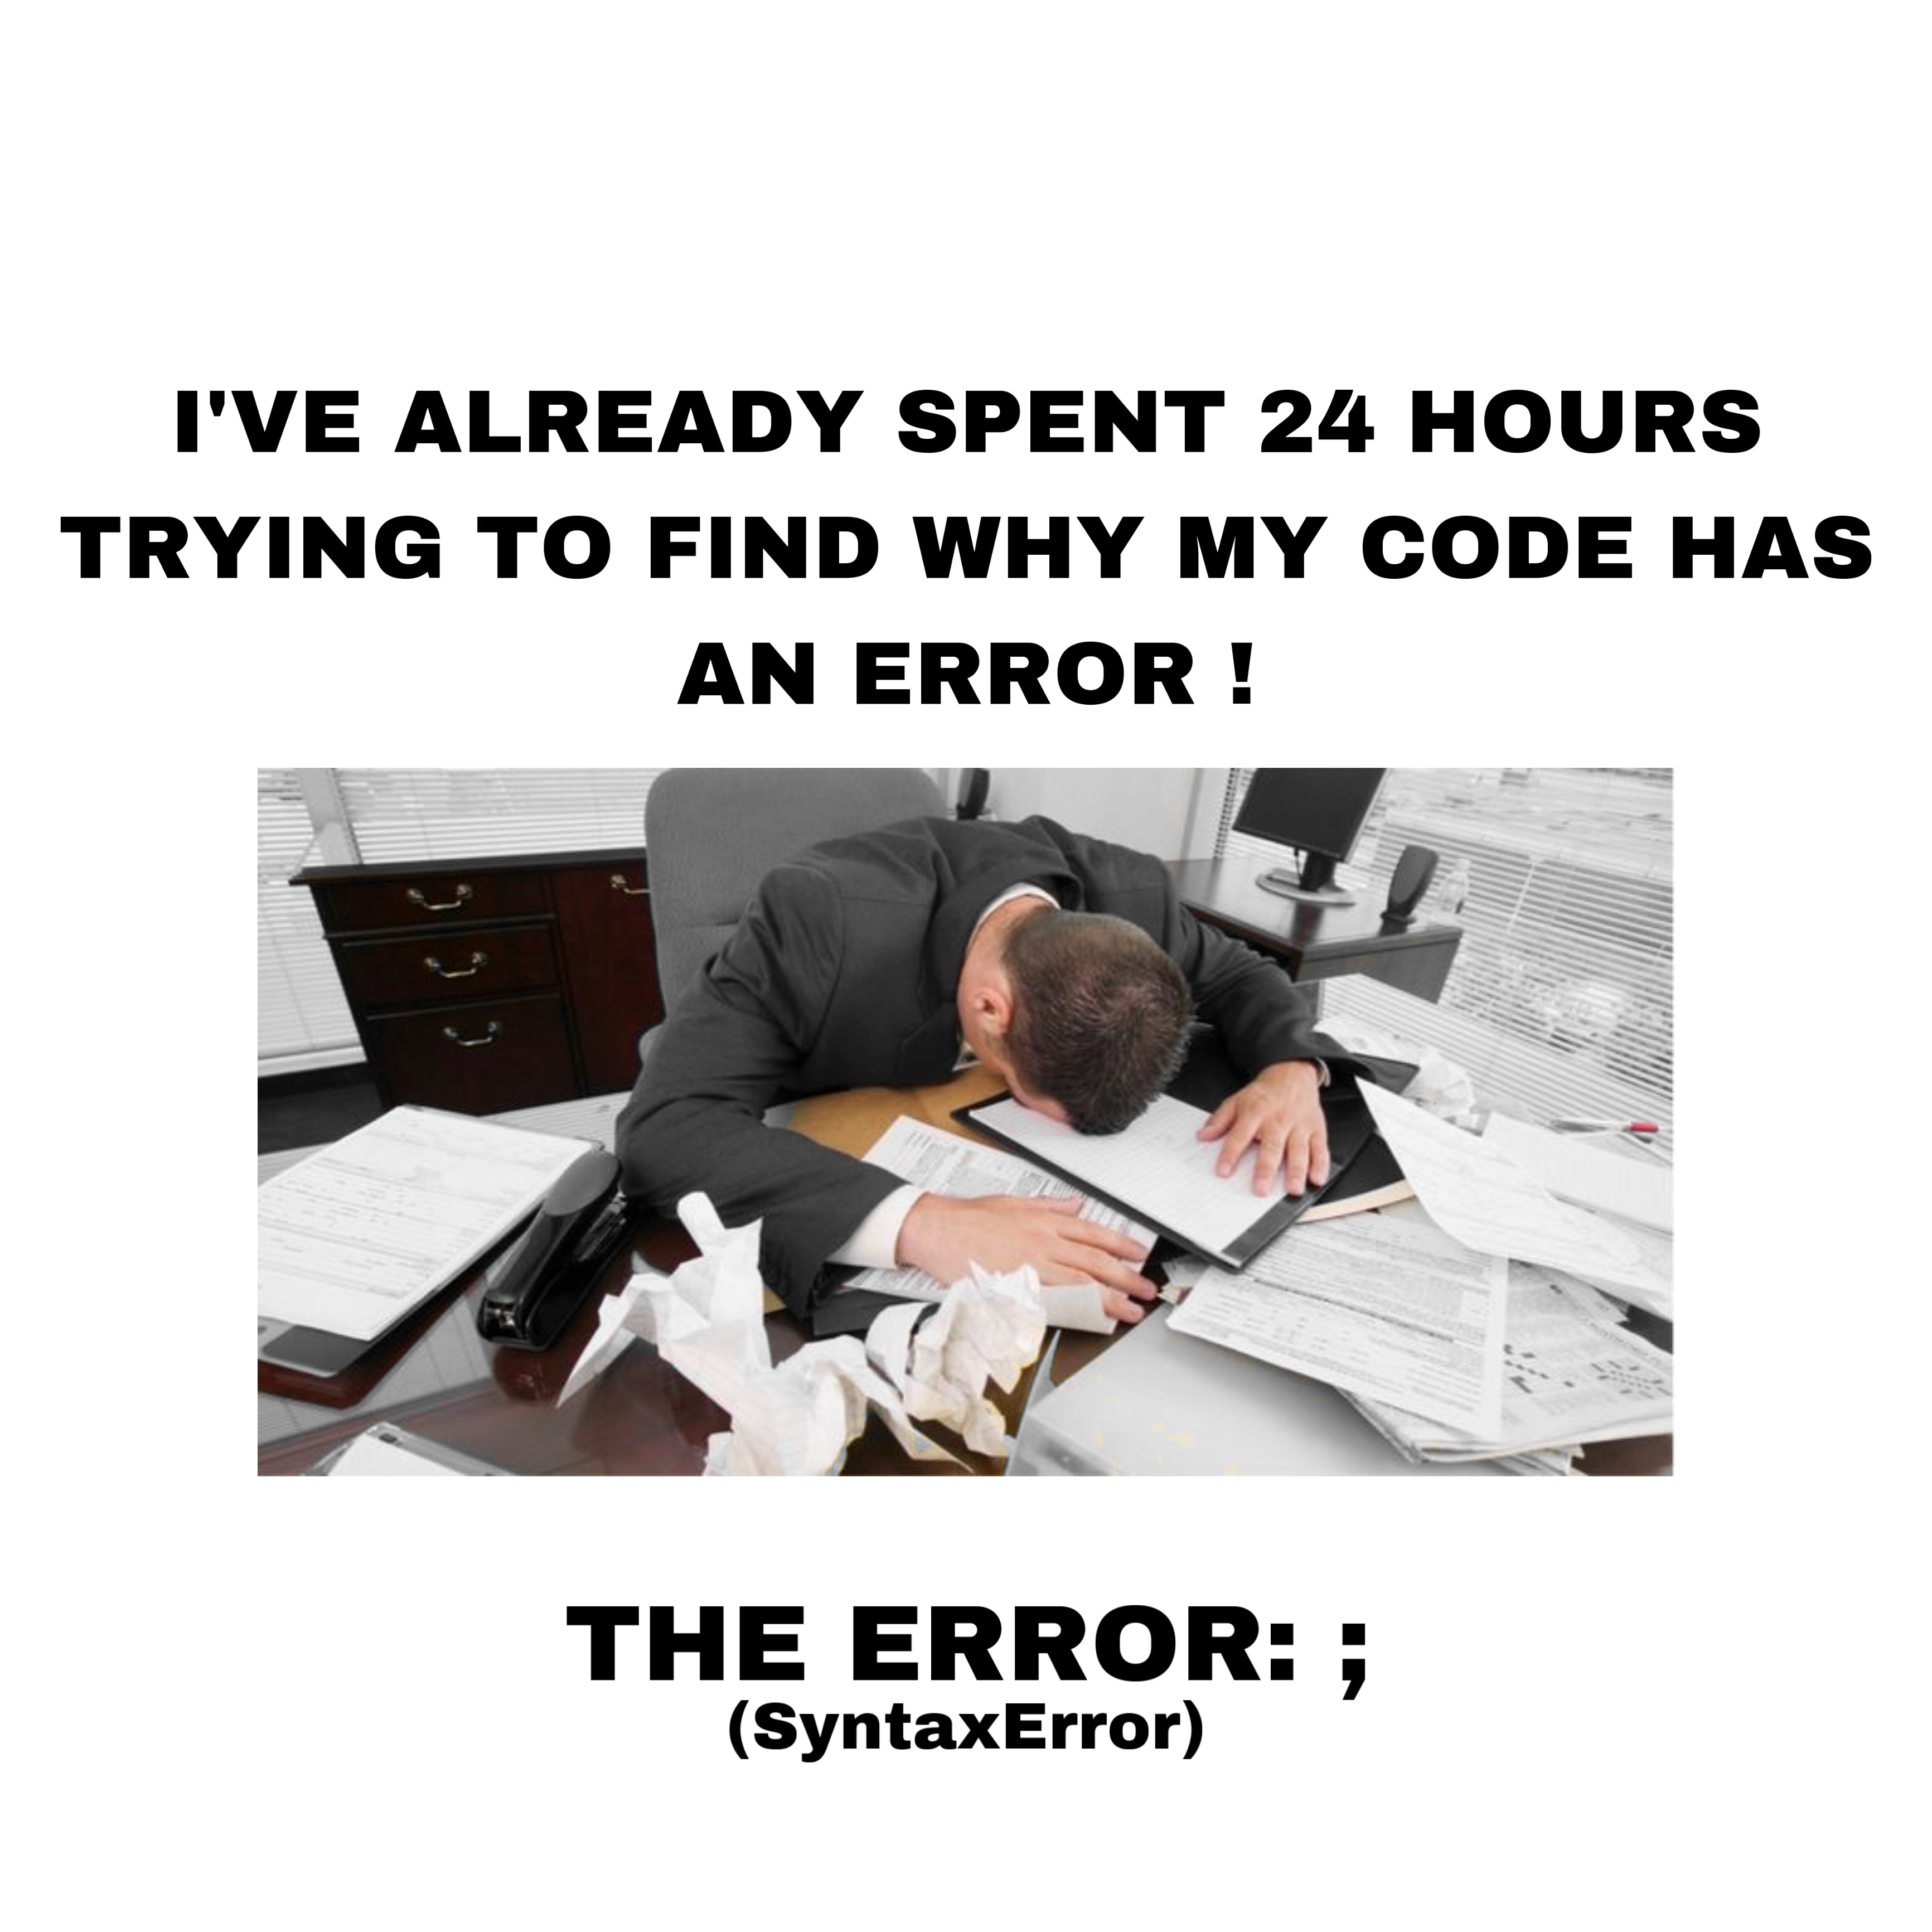 I'VE ALREADY SPENT 24 HOURS
TRYING TO FIND WHY MY CODE HAS
AN ERROR !
THE ERROR: ;
(SyntaxError)